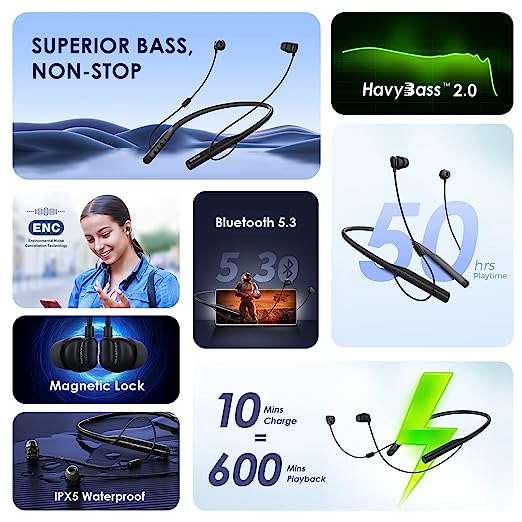 SUPERIOR BASS,
NON-STOP
HavyBass™ 2.0
ENC
Environmental Noise
Cancellation Technology
Bluetooth 5.3
5.3
50
hrs
Playtime
Magnetic Lock
10 Mins
Charge
=
600 Mins
Playback
IPX5 Waterproof